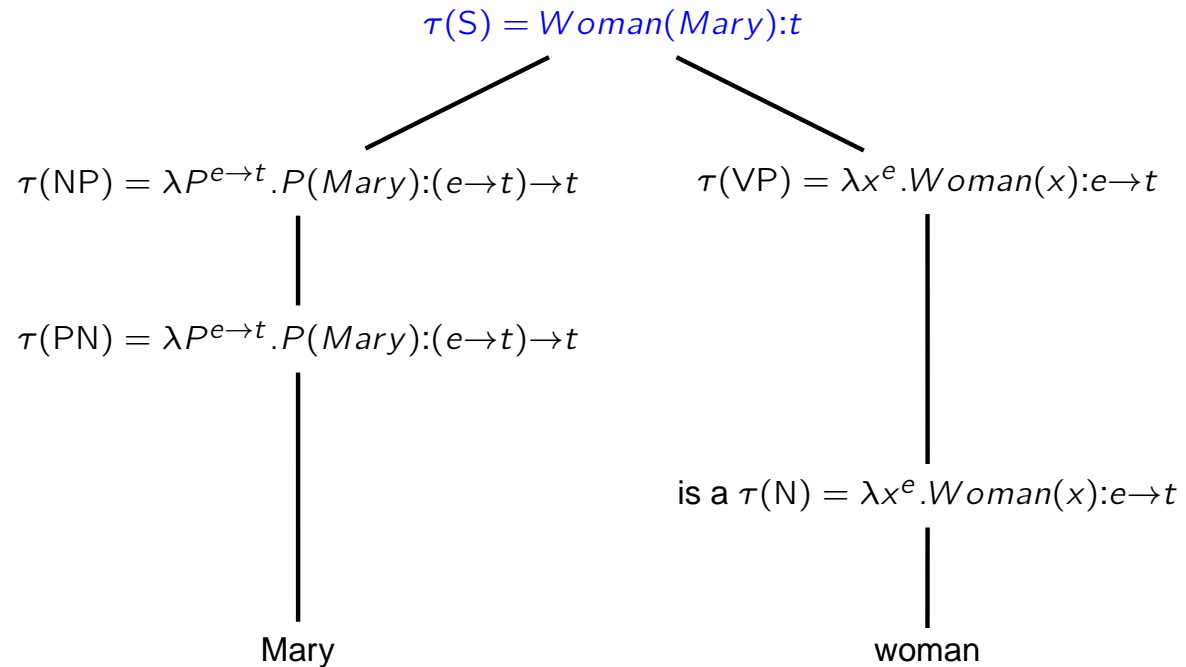 τ(S) = Woman(Mary):t
τ(NP) = λP^{e→t}.P(Mary):(e→t)→t
τ(VP) = λx^e.Woman(x):e→t
τ(PN) = λP^{e→t}.P(Mary):(e→t)→t
is a τ(N) = λx^e.Woman(x):e→t
Mary
woman